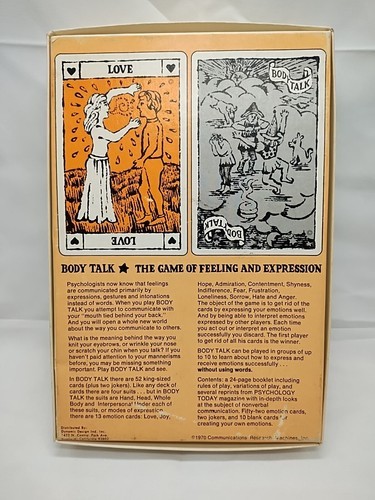 LOVE
LOVE
BODY TALK
BODY TALK
BODY TALK ★ THE GAME OF FEELING AND EXPRESSION
Psychologists now know that feelings
are communicated primarily by
expressions, gestures and intonations
instead of words. When you play BODY
TALK you attempt to communicate with
your "mouth tied behind your back."
And you will open a whole new world
about the way you communicate to others.
What is the meaning behind the way you
knit your eyebrows, or wrinkle your nose
or scratch your chin when you talk? If you
haven't paid attention to your mannerisms
before, you may be missing something
important. Play BODY TALK and see.
In BODY TALK there are 52 king-sized
cards (plus two jokers). Like any deck of
cards there are four suits . . . but in BODY
TALK the suits are Hand, Head, Whole
Body and Interpersonal. Under each of
these suits, or modes of expression,
there are 13 emotion cards: Love, Joy,
Distributed By:
Dynamic Design Ind., Inc.
Hope, Admiration, Contentment, Shyness,
Indifference, Fear, Frustration,
Loneliness, Sorrow, Hate and Anger.
The object of the game is to get rid of the
cards by expressing your emotions well.
And by being able to interpret emotions
expressed by other players. Each time
you act out or interpret an emotion
successfully you discard. The first player
to get rid of all his cards is the winner.
BODY TALK can be played in groups of up
to 10 to learn about how to express and
receive emotions successfully . . .
without using words.
Contents: a 24-page booklet including
rules of play, variations of play, and
several reprints from PSYCHOLOGY
TODAY magazine with in-depth looks
at the subject of nonverbal
communication. Fifty-two emotion cards,
two jokers, and 10 blank cards for
creating your own emotions.
©1970 Communications Research Machines, Inc.